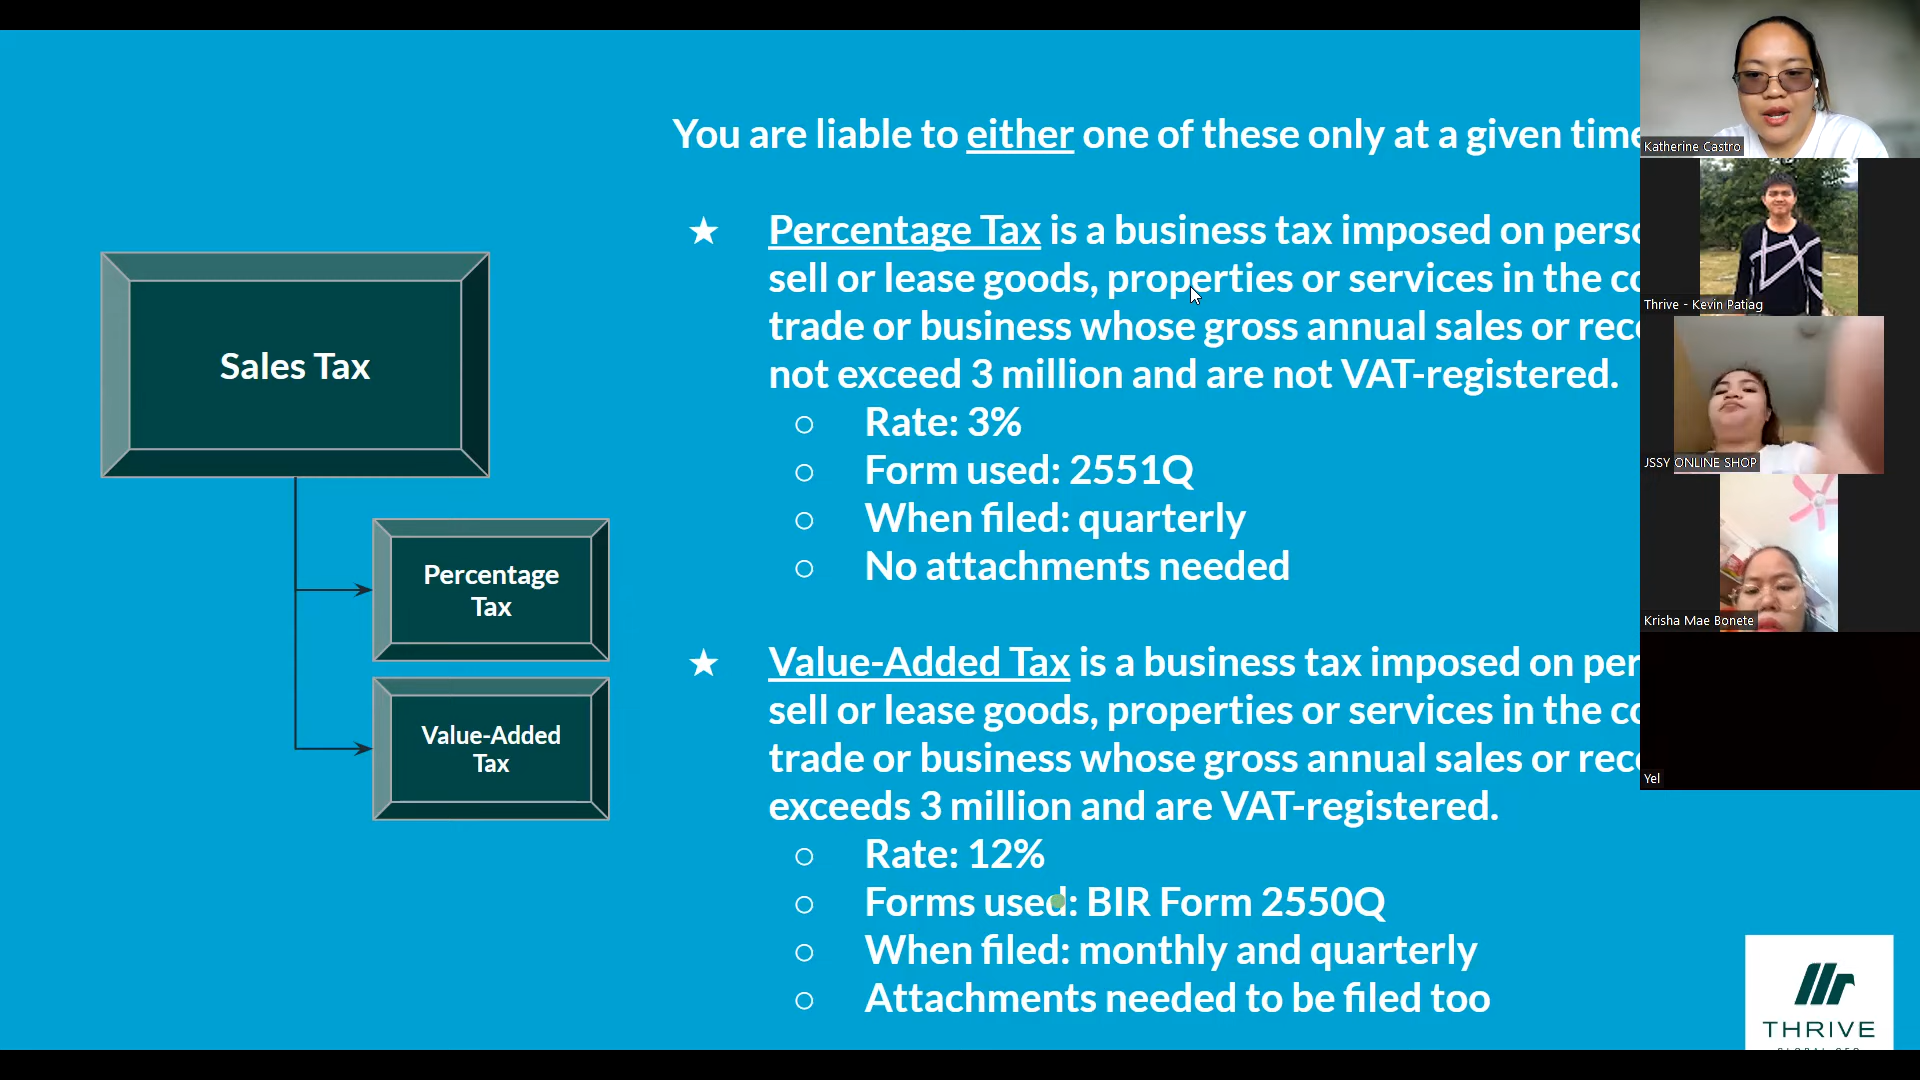 You are liable to either one of these only at a given time
Sales Tax
Percentage
Tax
Value-Added
Tax
★ Percentage Tax is a business tax imposed on
sell or lease goods, properties or services in the
trade or business whose gross annual sales or
not exceed 3 million and are not VAT-registered.
○ Rate: 3%
○ Form used: 2551Q
○ When filed: quarterly
○ No attachments needed
★ Value-Added Tax is a business tax imposed on
sell or lease goods, properties or services in the
trade or business whose gross annual sales or
exceeds 3 million and are VAT-registered.
○ Rate: 12%
○ Forms used: BIR Form 2550Q
○ When filed: monthly and quarterly
○ Attachments needed to be filed too
Katherine Castro
Thrive - Kevin Patiag
JSSY ONLINE SHOP
Krisha Mae Bonete
Yel
THRIVE